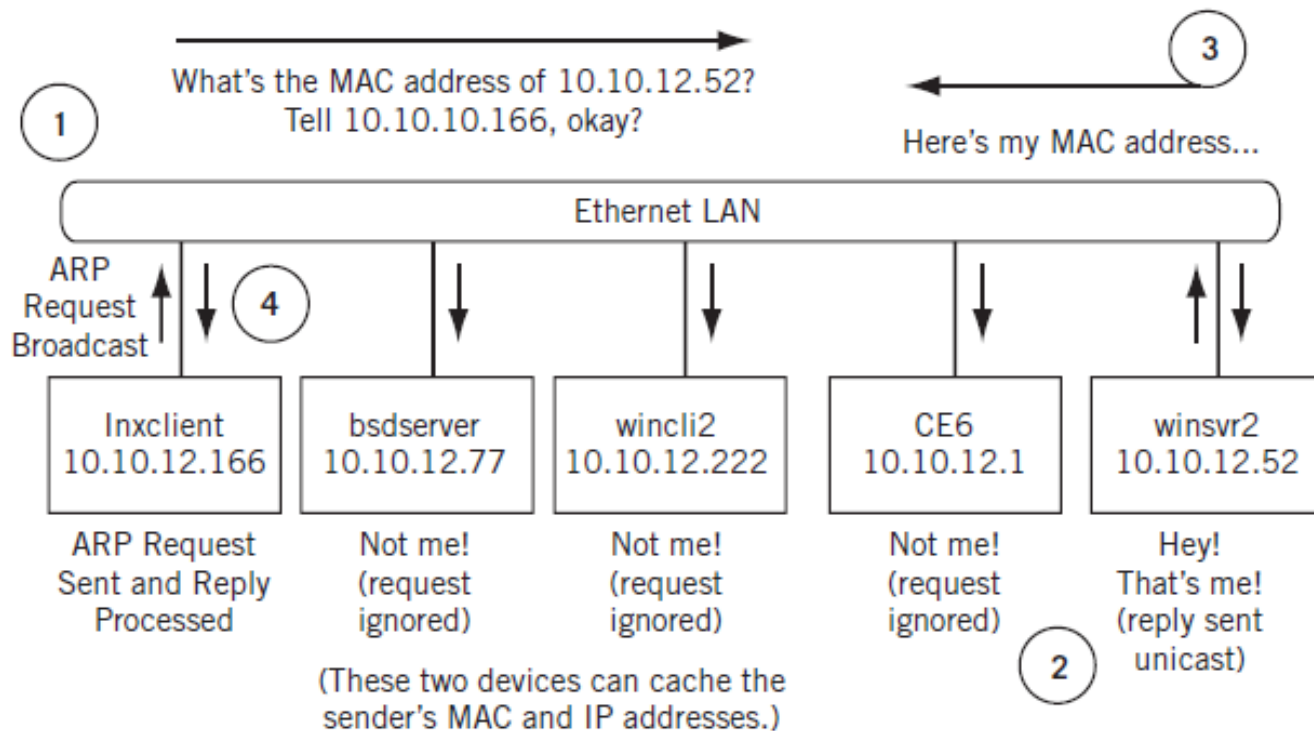 3
What's the MAC address of 10.10.12.52?
Tell 10.10.10.166, okay?
1
Here's my MAC address...
Ethernet LAN
ARP
Request
Broadcast
4
lnxclient
10.10.12.166
bsdserver
10.10.12.77
wincli2
10.10.12.222
CE6
10.10.12.1
winsvr2
10.10.12.52
ARP Request
Sent and Reply
Processed
Not me!
(request
ignored)
Not me!
(request
ignored)
Not me!
(request
ignored)
Hey!
That's me!
(reply sent
unicast)
2
(These two devices can cache the
sender's MAC and IP addresses.)